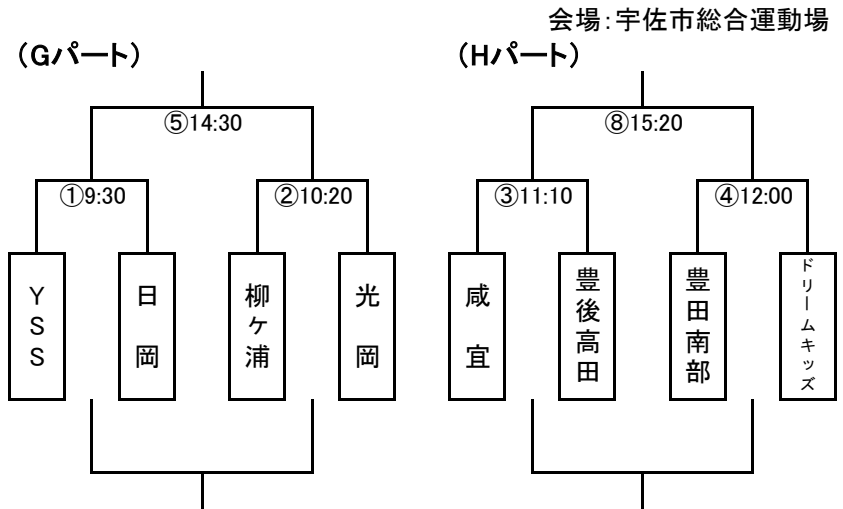 会場:宇佐市総合運動場
(Gパート)
(Hパート)
⑤14:30
⑧15:20
①9:30
②10:20
③11:10
④12:00
YSS
日岡
柳ヶ浦
光岡
咸宜
豊後高田
豊田南部
ドリームキッズ